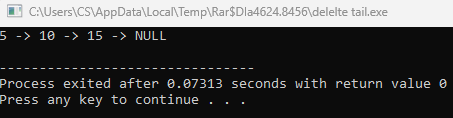 C:\Users\CS\AppData\Local\Temp\Rar$DIa4624.8456\delelte tail.exe
5 -> 10 -> 15 -> NULL
--------------------------------
Process exited after 0.07313 seconds with return value 0
Press any key to continue . . .